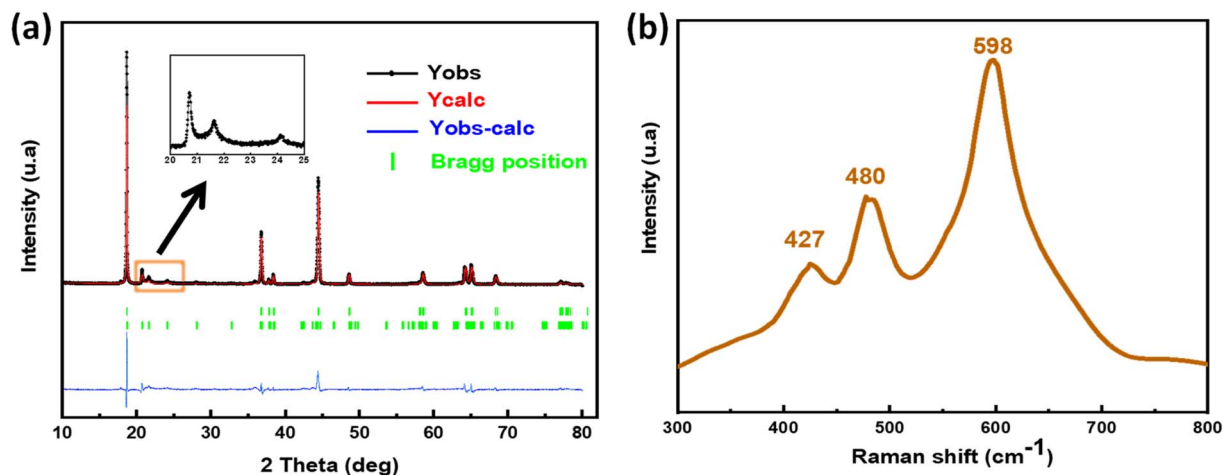 (a)
Intensity (u.a)
20 21 22 23 24 25
Yobs
Ycalc
Yobs-calc
Bragg position
10 20 30 40 50 60 70 80
2 Theta (deg)
(b)
Intensity (u.a)
427
480
598
300 400 500 600 700 800
Raman shift (cm⁻¹)